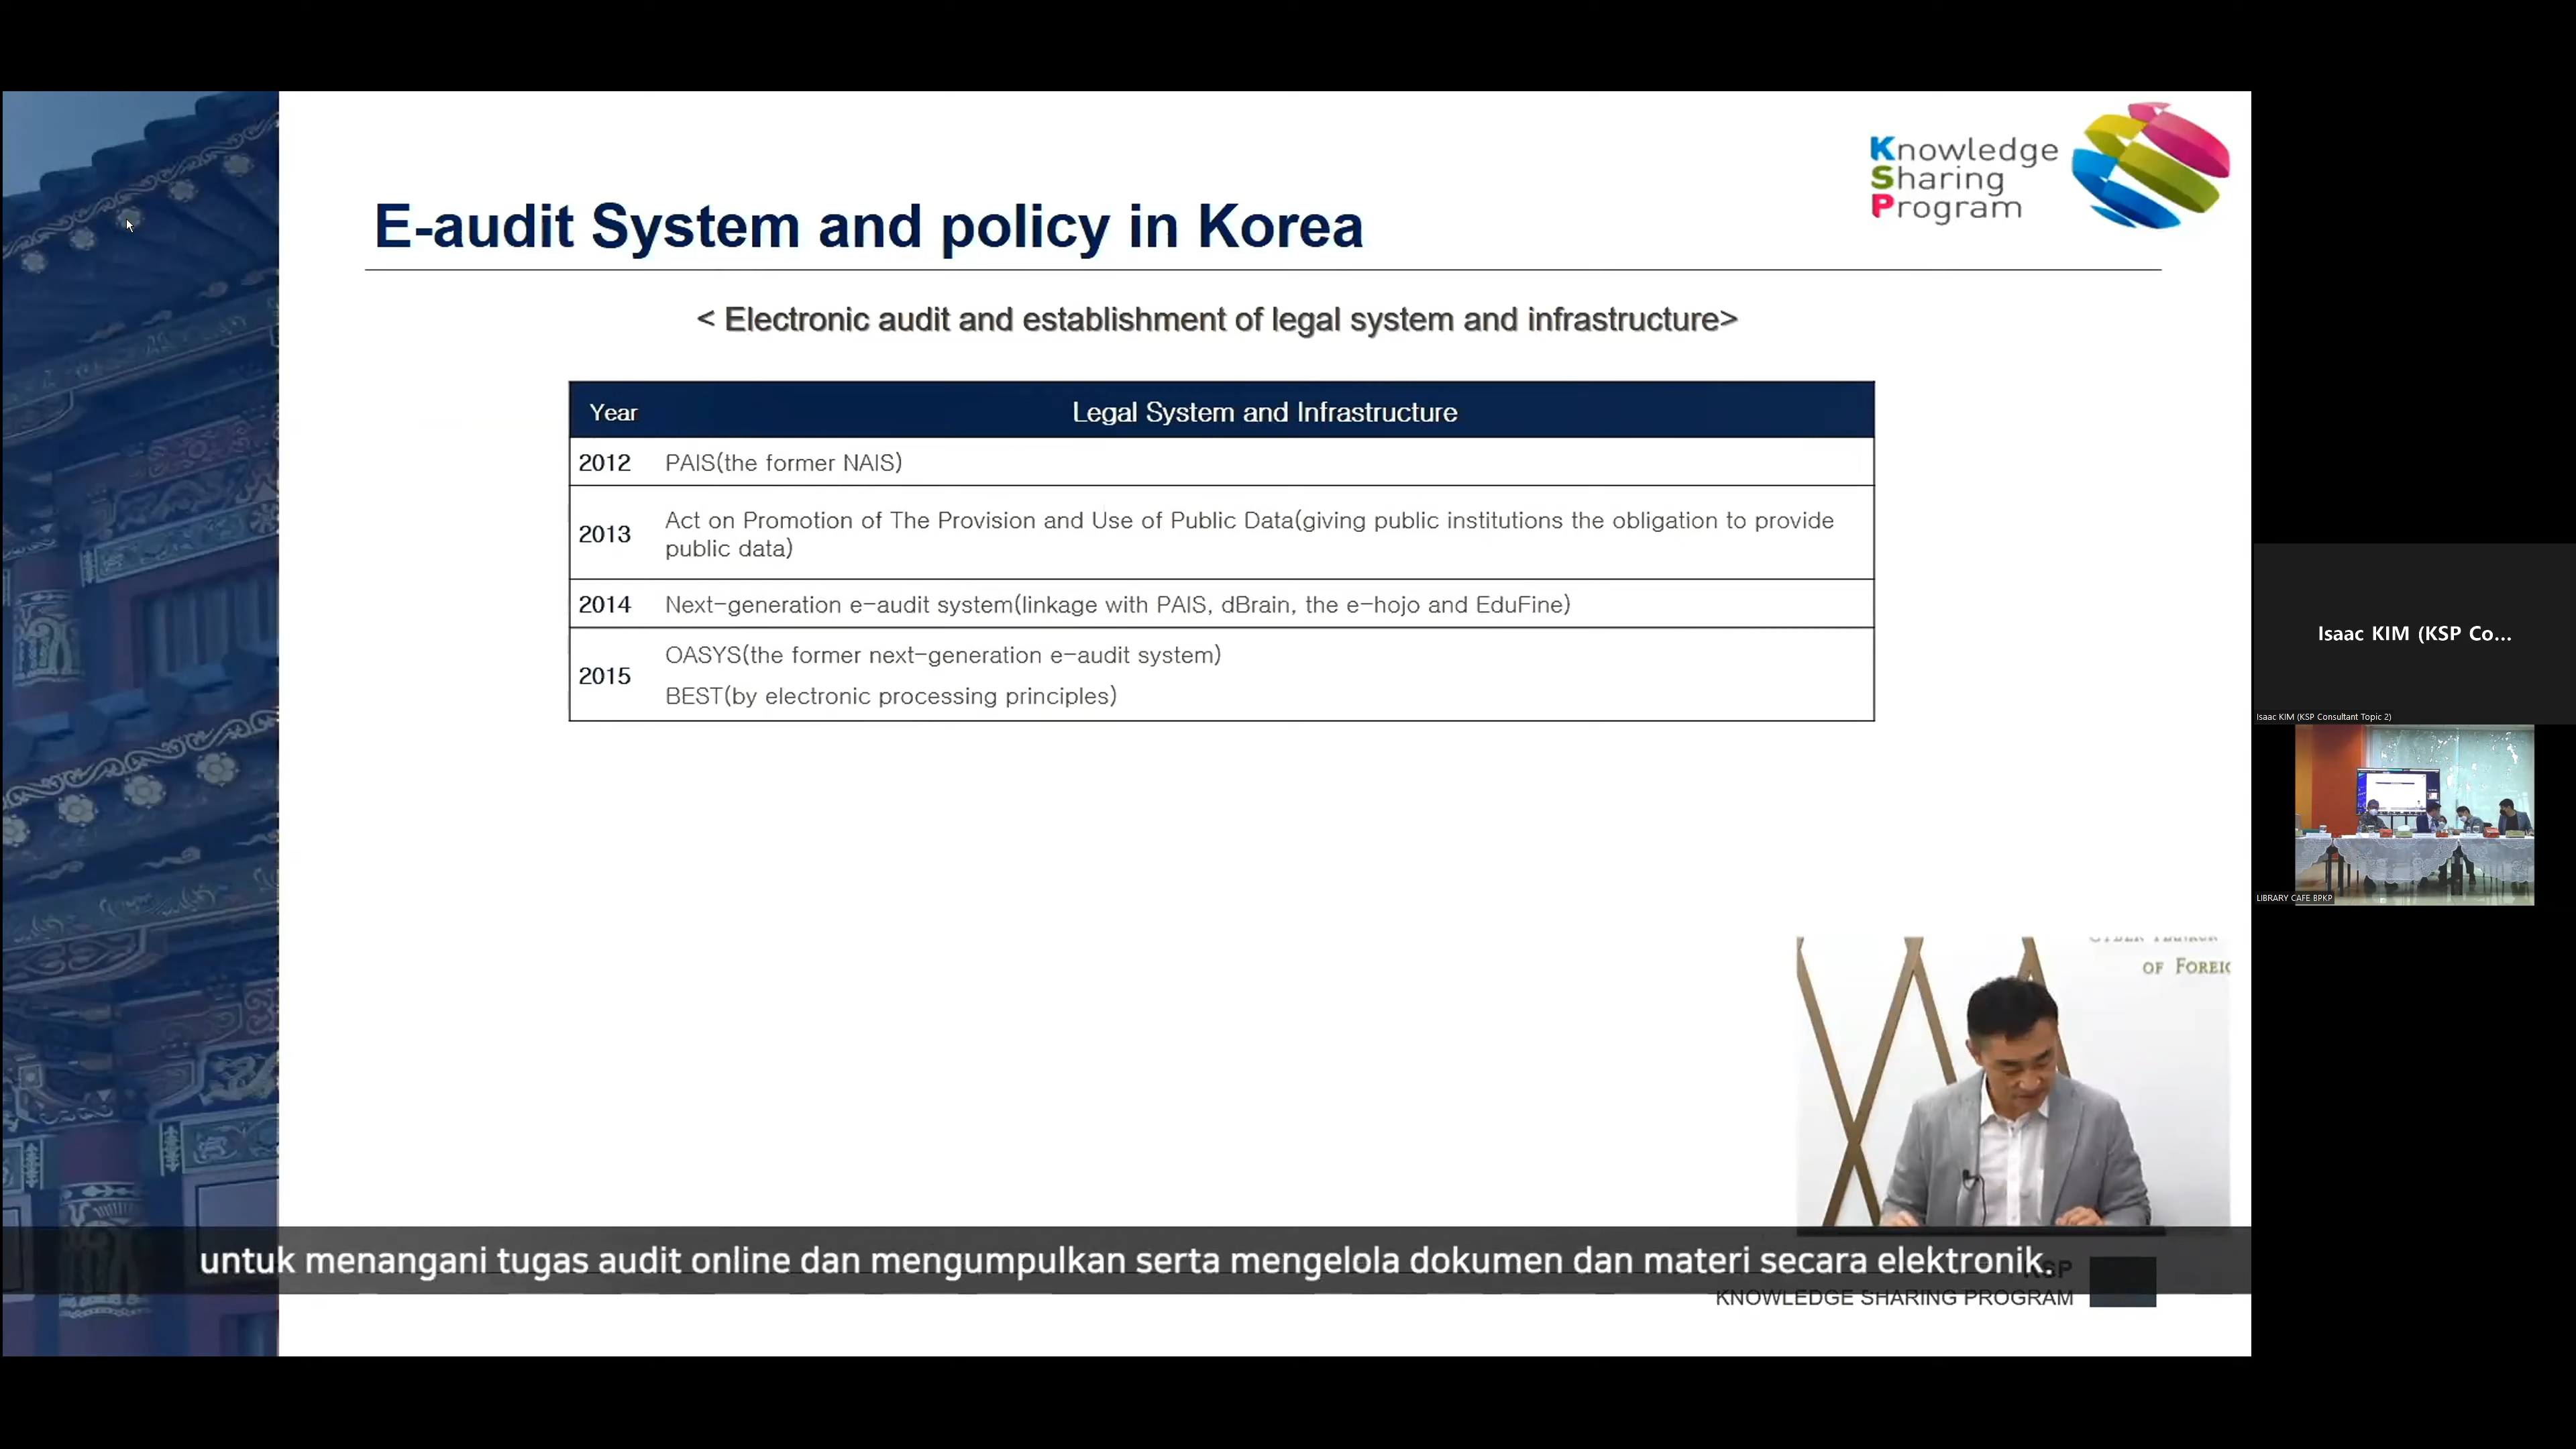 Knowledge
Sharing
Program
E-audit System and policy in Korea
< Electronic audit and establishment of legal system and infrastructure>
Year Legal System and Infrastructure
2012 PAIS(the former NAIS)
2013 Act on Promotion of The Provision and Use of Public Data(giving public institutions the obligation to provide
public data)
2014 Next-generation e-audit system(linkage with PAIS, dBrain, the e-hojo and EduFine)
2015 OASYS(the former next-generation e-audit system)
BEST(by electronic processing principles)
Isaac KIM (KSP Co...
Isaac KIM (KSP Consultant Topic 2)
LIBRARY CAFE BPKP
OF
untuk menangani tugas audit online dan mengumpulkan serta mengelola dokumen dan materi secara elektronik.
KSP
KNOWLEDGE SHARING PROGRAM